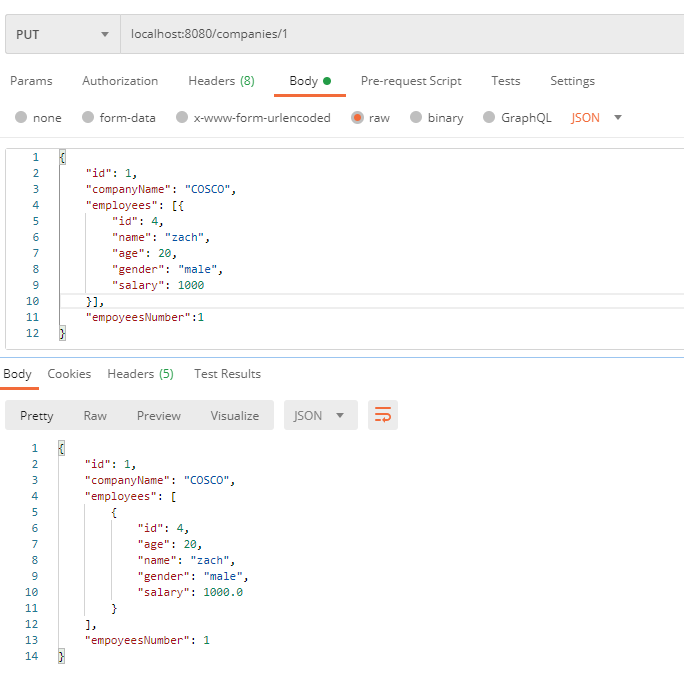 PUT localhost:8080/companies/1
Params Authorization Headers (8) Body Pre-request Script Tests Settings
none form-data x-www-form-urlencoded raw binary GraphQL JSON
1 {
2 "id": 1,
3 "companyName": "COSCO",
4 "employees": [{
5 "id": 4,
6 "name": "zach",
7 "age": 20,
8 "gender": "male",
9 "salary": 1000
10 }],
11 "empoyeesNumber":1
12 }
Body Cookies Headers (5) Test Results
Pretty Raw Preview Visualize JSON
1 {
2 "id": 1,
3 "companyName": "COSCO",
4 "employees": [
5 {
6 "id": 4,
7 "age": 20,
8 "name": "zach",
9 "gender": "male",
10 "salary": 1000.0
11 }
12 ],
13 "empoyeesNumber": 1
14 }